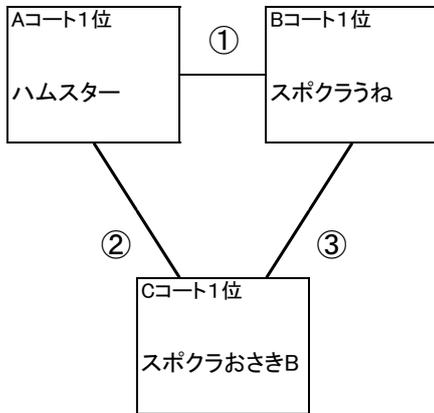 Aコート1位
ハムスター
①
Bコート1位
スポクラうね
②
③
Cコート1位
スポクラおさきB